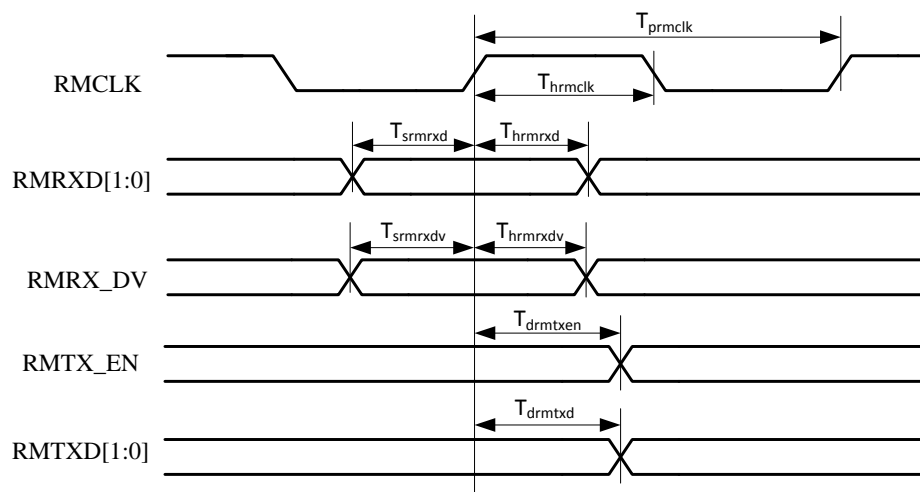 Tprmclk
RMCLK
Thrmclk
Tsrmrxd
Thrmrxd
RMRXD[1:0]
Tsrmrxdv
Thrmrxdv
RMRX_DV
Tdrmtxen
RMTX_EN
Tdrmtxd
RMTXD[1:0]